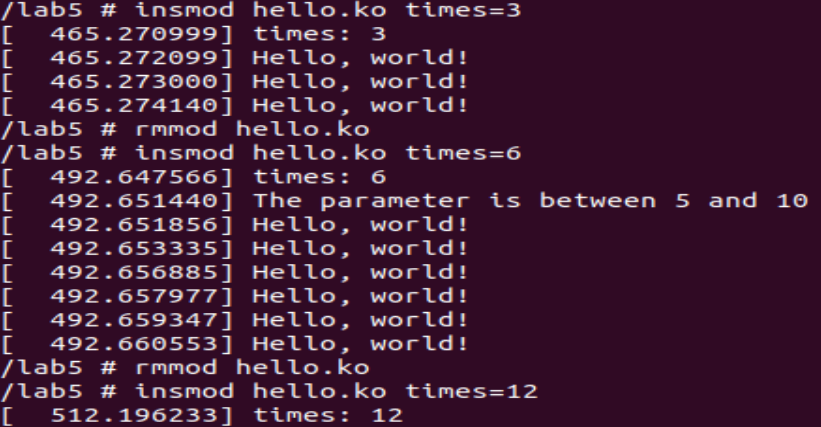 /lab5 # insmod hello.ko times=3
[  465.270999] times: 3
[  465.272099] Hello, world!
[  465.273000] Hello, world!
[  465.274140] Hello, world!
/lab5 # rmmod hello.ko
/lab5 # insmod hello.ko times=6
[  492.647566] times: 6
[  492.651440] The parameter is between 5 and 10
[  492.651856] Hello, world!
[  492.653335] Hello, world!
[  492.656885] Hello, world!
[  492.657977] Hello, world!
[  492.659347] Hello, world!
[  492.660553] Hello, world!
/lab5 # rmmod hello.ko
/lab5 # insmod hello.ko times=12
[  512.196233] times: 12